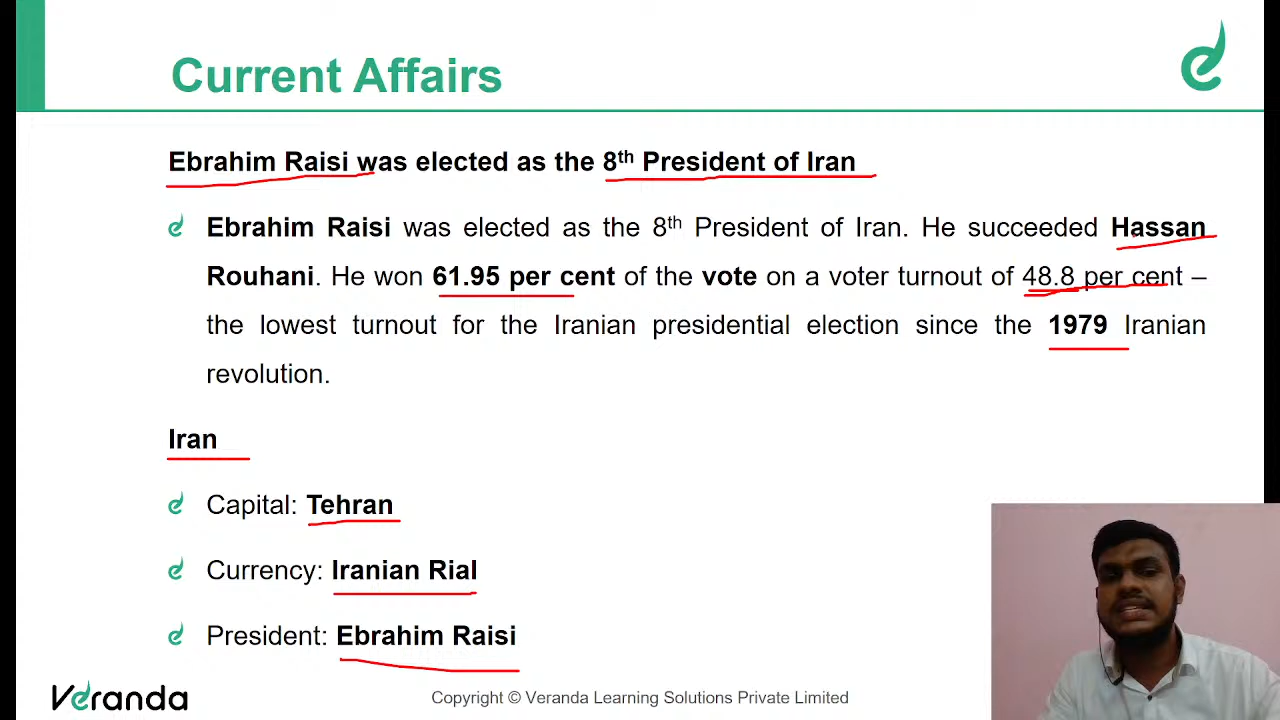 Current Affairs
Ebrahim Raisi was elected as the 8th President of Iran
Ebrahim Raisi was elected as the 8th President of Iran. He succeeded Hassan
Rouhani. He won 61.95 per cent of the vote on a voter turnout of 48.8 per cent –
the lowest turnout for the Iranian presidential election since the 1979 Iranian
revolution.
Iran
Capital: Tehran
Currency: Iranian Rial
President: Ebrahim Raisi
Veranda
Copyright © Veranda Learning Solutions Private Limited